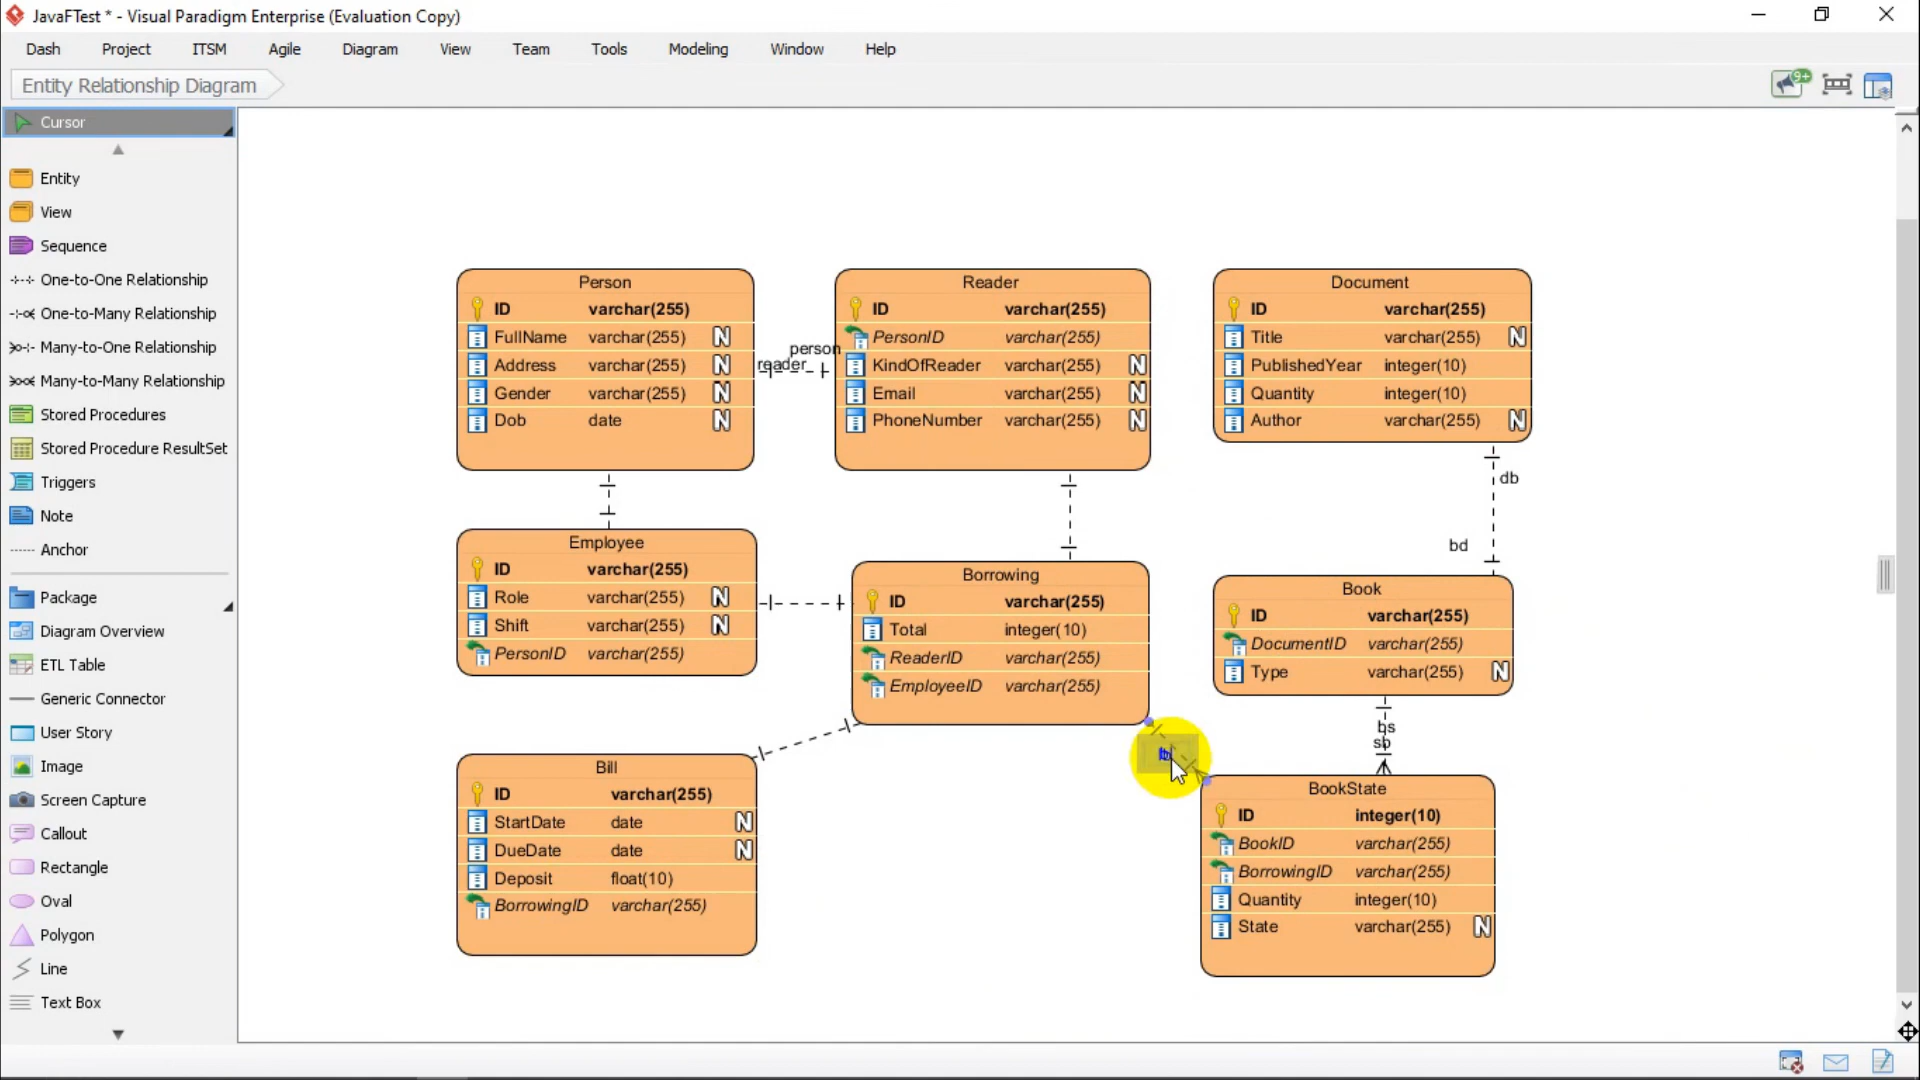 JavaFTest * - Visual Paradigm Enterprise (Evaluation Copy)
Dash Project ITSM Agile Diagram View Team Tools Modeling Window Help
Entity Relationship Diagram
9+
Cursor
Entity
View
Sequence
One-to-One Relationship
One-to-Many Relationship
Many-to-One Relationship
Many-to-Many Relationship
Stored Procedures
Stored Procedure ResultSet
Triggers
Note
Anchor
Package
Diagram Overview
ETL Table
Generic Connector
User Story
Image
Screen Capture
Callout
Rectangle
Oval
Polygon
Line
Text Box
Person
ID varchar(255)
FullName varchar(255) N
Address varchar(255) N
Gender varchar(255) N
Dob date N
person
reader
Reader
ID varchar(255)
PersonID varchar(255)
KindOfReader varchar(255) N
Email varchar(255) N
PhoneNumber varchar(255) N
Document
ID varchar(255)
Title varchar(255) N
PublishedYear integer(10)
Quantity integer(10)
Author varchar(255) N
db
bd
Employee
ID varchar(255)
Role varchar(255) N
Shift varchar(255) N
PersonID varchar(255)
Borrowing
ID varchar(255)
Total integer(10)
ReaderID varchar(255)
EmployeeID varchar(255)
Book
ID varchar(255)
DocumentID varchar(255)
Type varchar(255) N
bs
sb
Bill
ID varchar(255)
StartDate date N
DueDate date N
Deposit float(10)
BorrowingID varchar(255)
BookState
ID integer(10)
BookID varchar(255)
BorrowingID varchar(255)
Quantity integer(10)
State varchar(255) N